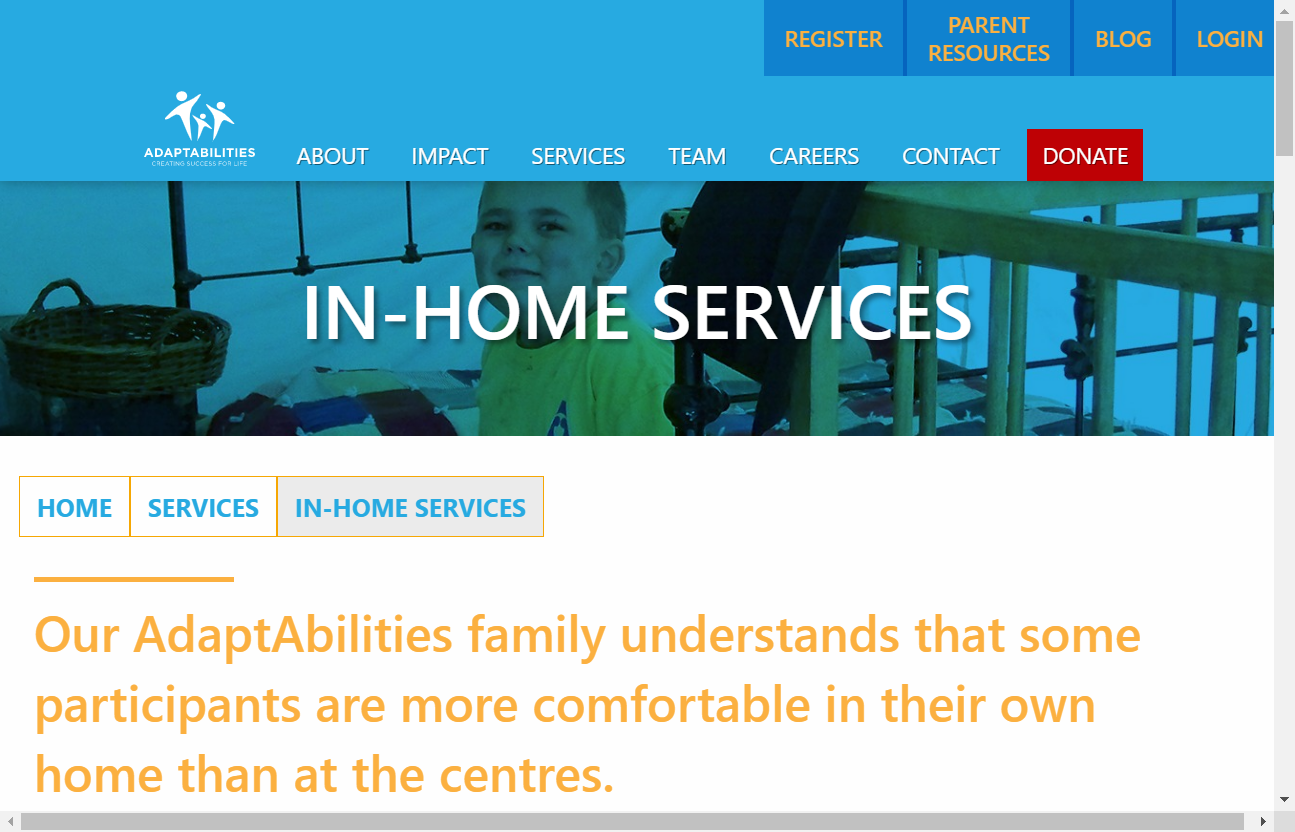 REGISTER
PARENT
RESOURCES
BLOG
LOGIN
ADAPTABILITIES
CREATING SUCCESS FOR LIFE
ABOUT
IMPACT
SERVICES
TEAM
CAREERS
CONTACT
DONATE
IN-HOME SERVICES
HOME
SERVICES
IN-HOME SERVICES
Our AdaptAbilities family understands that some
participants are more comfortable in their own
home than at the centres.